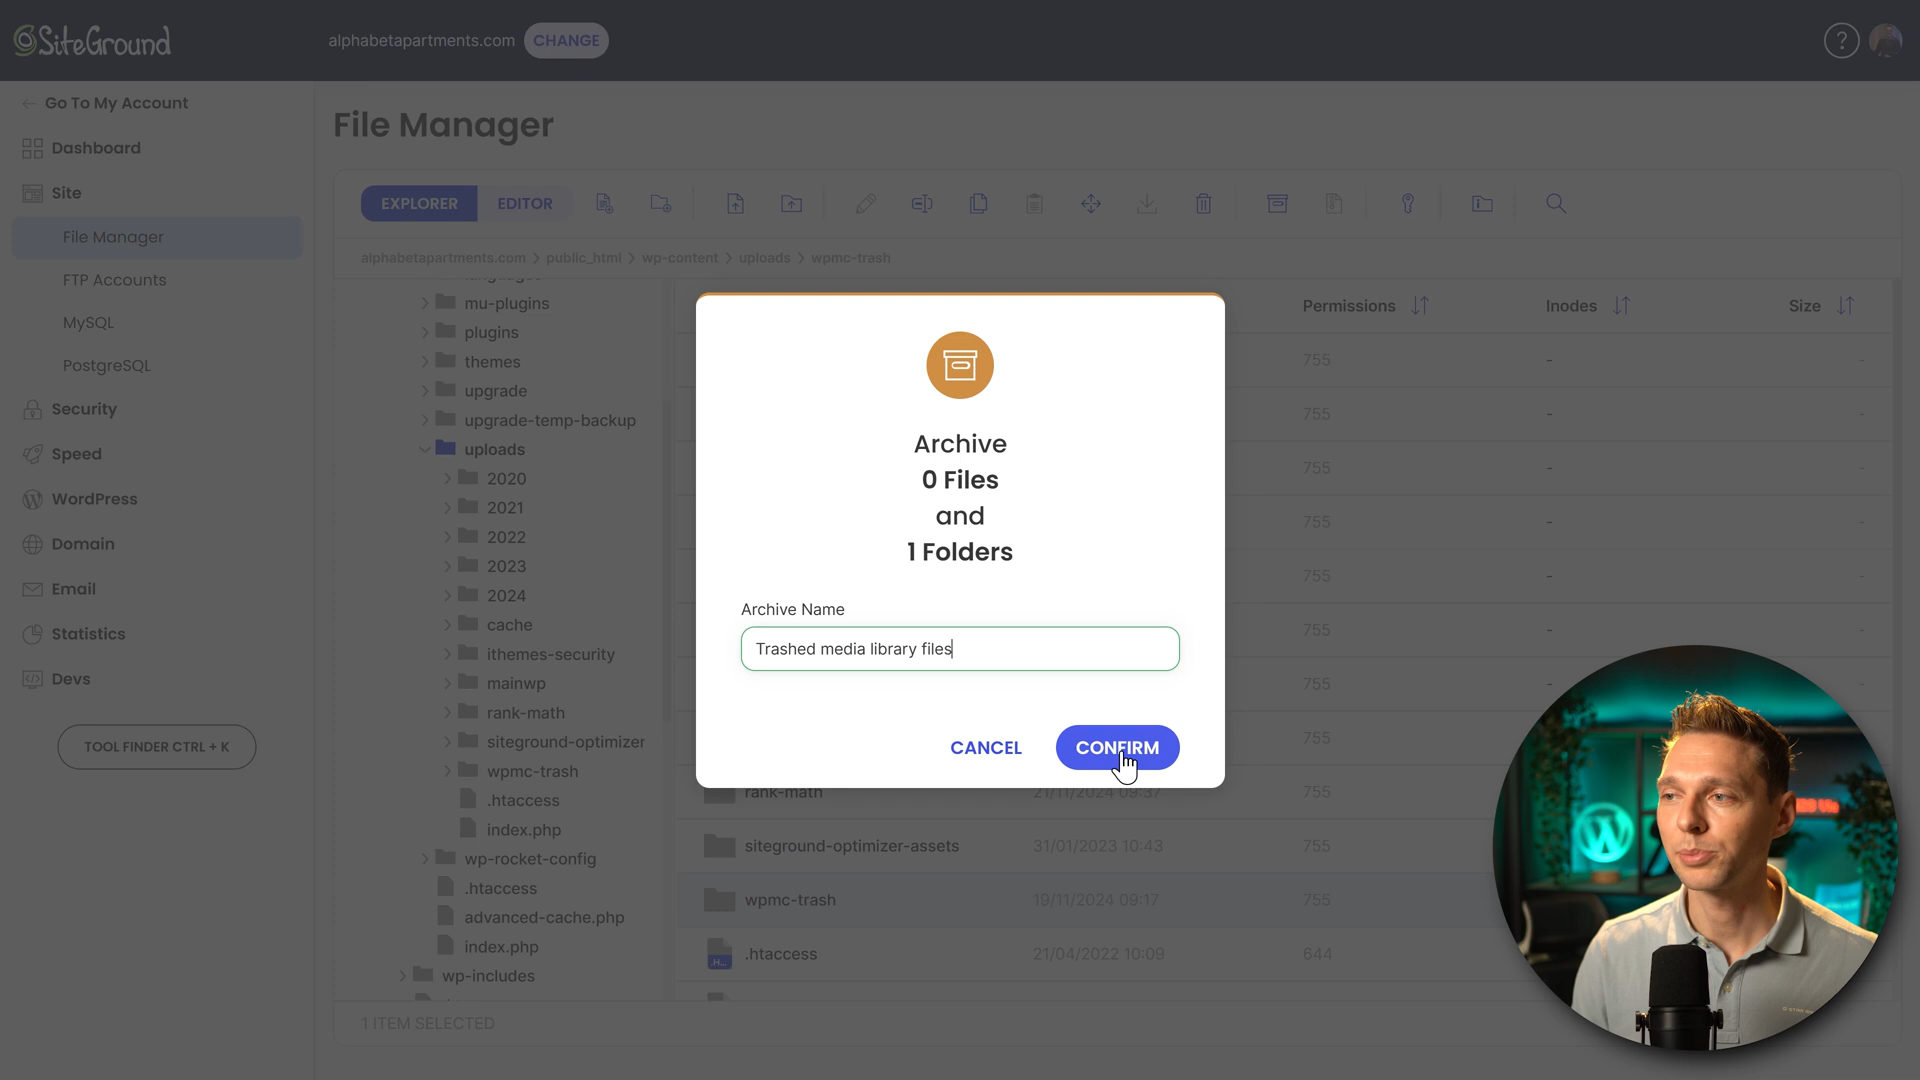 SiteGround
alphabetapartments.com
CHANGE
?
Go To My Account
Dashboard
Site
File Manager
FTP Accounts
MySQL
PostgreSQL
Security
Speed
WordPress
Domain
Email
Statistics
Devs
TOOL FINDER CTRL + K
File Manager
EXPLORER
EDITOR
alphabetapartments.com > public_html > wp-content > uploads > wpmc-trash
mu-plugins
plugins
themes
upgrade
upgrade-temp-backup
uploads
2020
2021
2022
2023
2024
cache
ithemes-security
mainwp
rank-math
siteground-optimizer
wpmc-trash
.htaccess
index.php
wp-rocket-config
.htaccess
advanced-cache.php
index.php
wp-includes
Permissions
Inodes
Size
755 - -
755 - -
755 - -
755 - -
755 - -
755 - -
755 -
755
rank-math 21/11/2024 09:37 755
siteground-optimizer-assets 31/01/2023 10:43 755
wpmc-trash 19/11/2024 09:17 755
.htaccess 21/04/2022 10:09 644
1 ITEM SELECTED
Archive
0 Files
and
1 Folders
Archive Name
Trashed media library files
CANCEL
CONFIRM